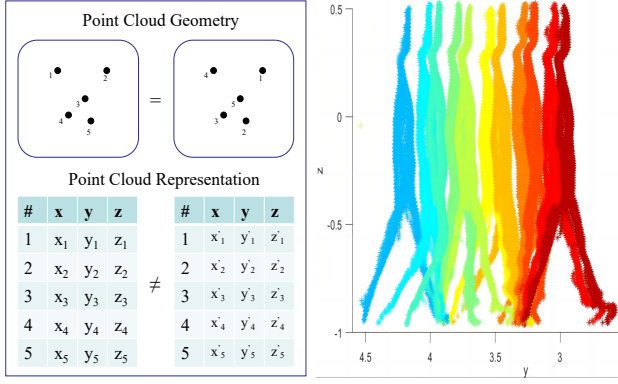 Point Cloud Geometry
1 2 3 4 5
=
4 1 5 3 2
Point Cloud Representation
# x y z
1 x1 y1 z1
2 x2 y2 z2
3 x3 y3 z3
4 x4 y4 z4
5 x5 y5 z5
≠
# x y z
1 x'1 y'1 z'1
2 x'2 y'2 z'2
3 x'3 y'3 z'3
4 x'4 y'4 z'4
5 x'5 y'5 z'5
0.5
0
-0.5
-1
z
4.5 4 3.5 3
y